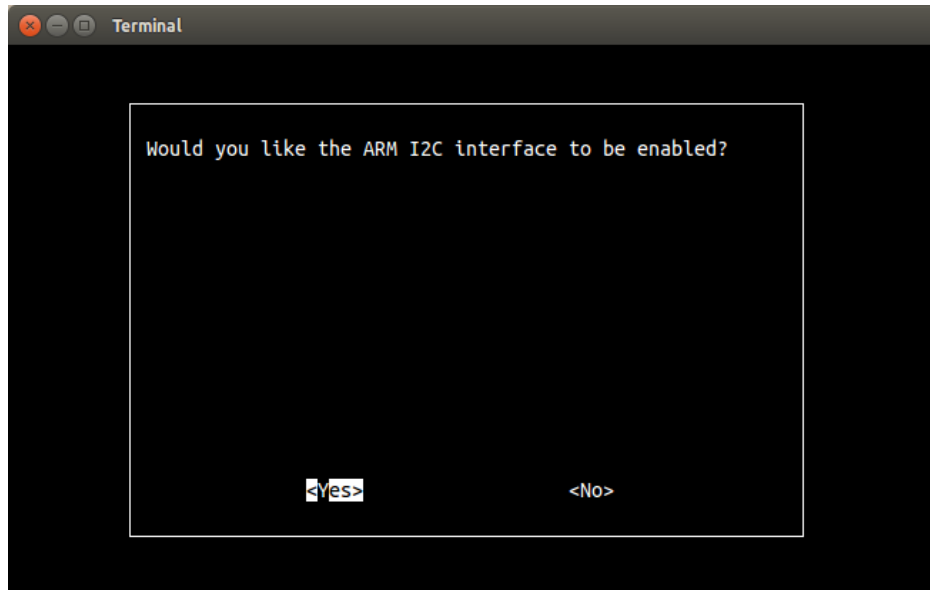 Terminal
Would you like the ARM I2C interface to be enabled?
<Yes> <No>